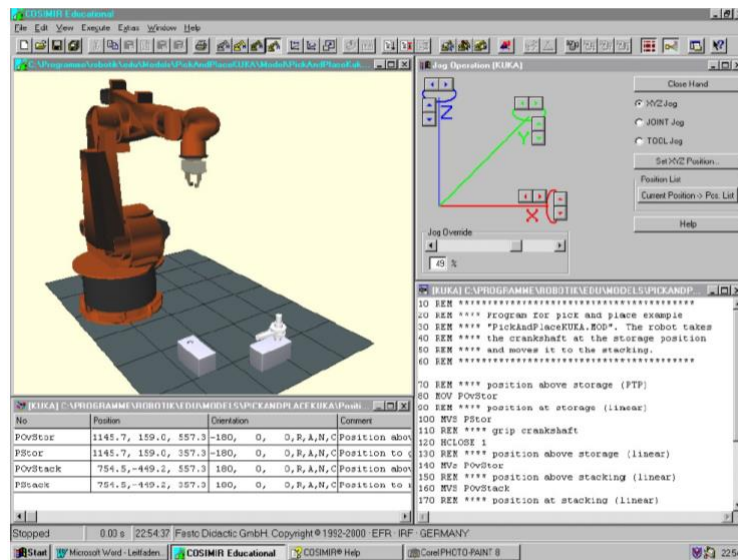 COSIMIR Educational
File Edit View Execute Extras Window Help
C:\Programme\robotik\edu\Models\PickAndPlaceKUKA\Model\PickAndPlaceKuk...
Jog Operation (KUKA)
Z
Y
X
Close Hand
XYZ Jog
JOINT Jog
TOOL Jog
Set XYZ Position...
Position List
Current Position -> Pos. List
Help
Jog Override
49 %
[KUKA] C:\PROGRAMME\ROBOTIK\EDU\MODELS\PICKANDP...
10 REM ****************************************
20 REM **** Program for pick and place example
30 REM **** "PickAndPlaceKUKA.MOD". The robot takes
40 REM **** the crankshaft at the storage position
50 REM **** and moves it to the stacking.
60 REM ****************************************
70 REM **** position above storage (PTP)
80 MOV POvStor
90 REM **** position at storage (linear)
100 MVS PStor
110 REM **** grip crankshaft
120 HCLOSE 1
130 REM **** position above storage (linear)
140 MVS POvStor
150 REM **** position above stacking (linear)
160 MVS POvStack
170 REM **** position at stacking (linear)
[KUKA] C:\PROGRAMME\ROBOTIK\EDU\MODELS\PICKANDPLACEKUKA\Positi...
No Position Orientation Comment
POvStor 1145.7, 159.0, 557.3 -180, 0, 0,R,A,N,C Position abov
PStor 1145.7, 159.0, 357.3 -180, 0, 0,R,A,N,C Position to
POvStack 754.5,-449.2, 557.3 180, 0, 0,R,A,N,C Position abov
PStack 754.5,-449.2, 0, 0,R,A,N,C Position to
Stopped 0.00 s 22:54:37 Festo Didactic GmbH. Copyright © 1992-2000 · EFR · IRF · GERMANY
Start Microsoft Word - Leitfaden... COSIMIR Educational COSIMIR® Help Corel PHOTO-PAINT 8